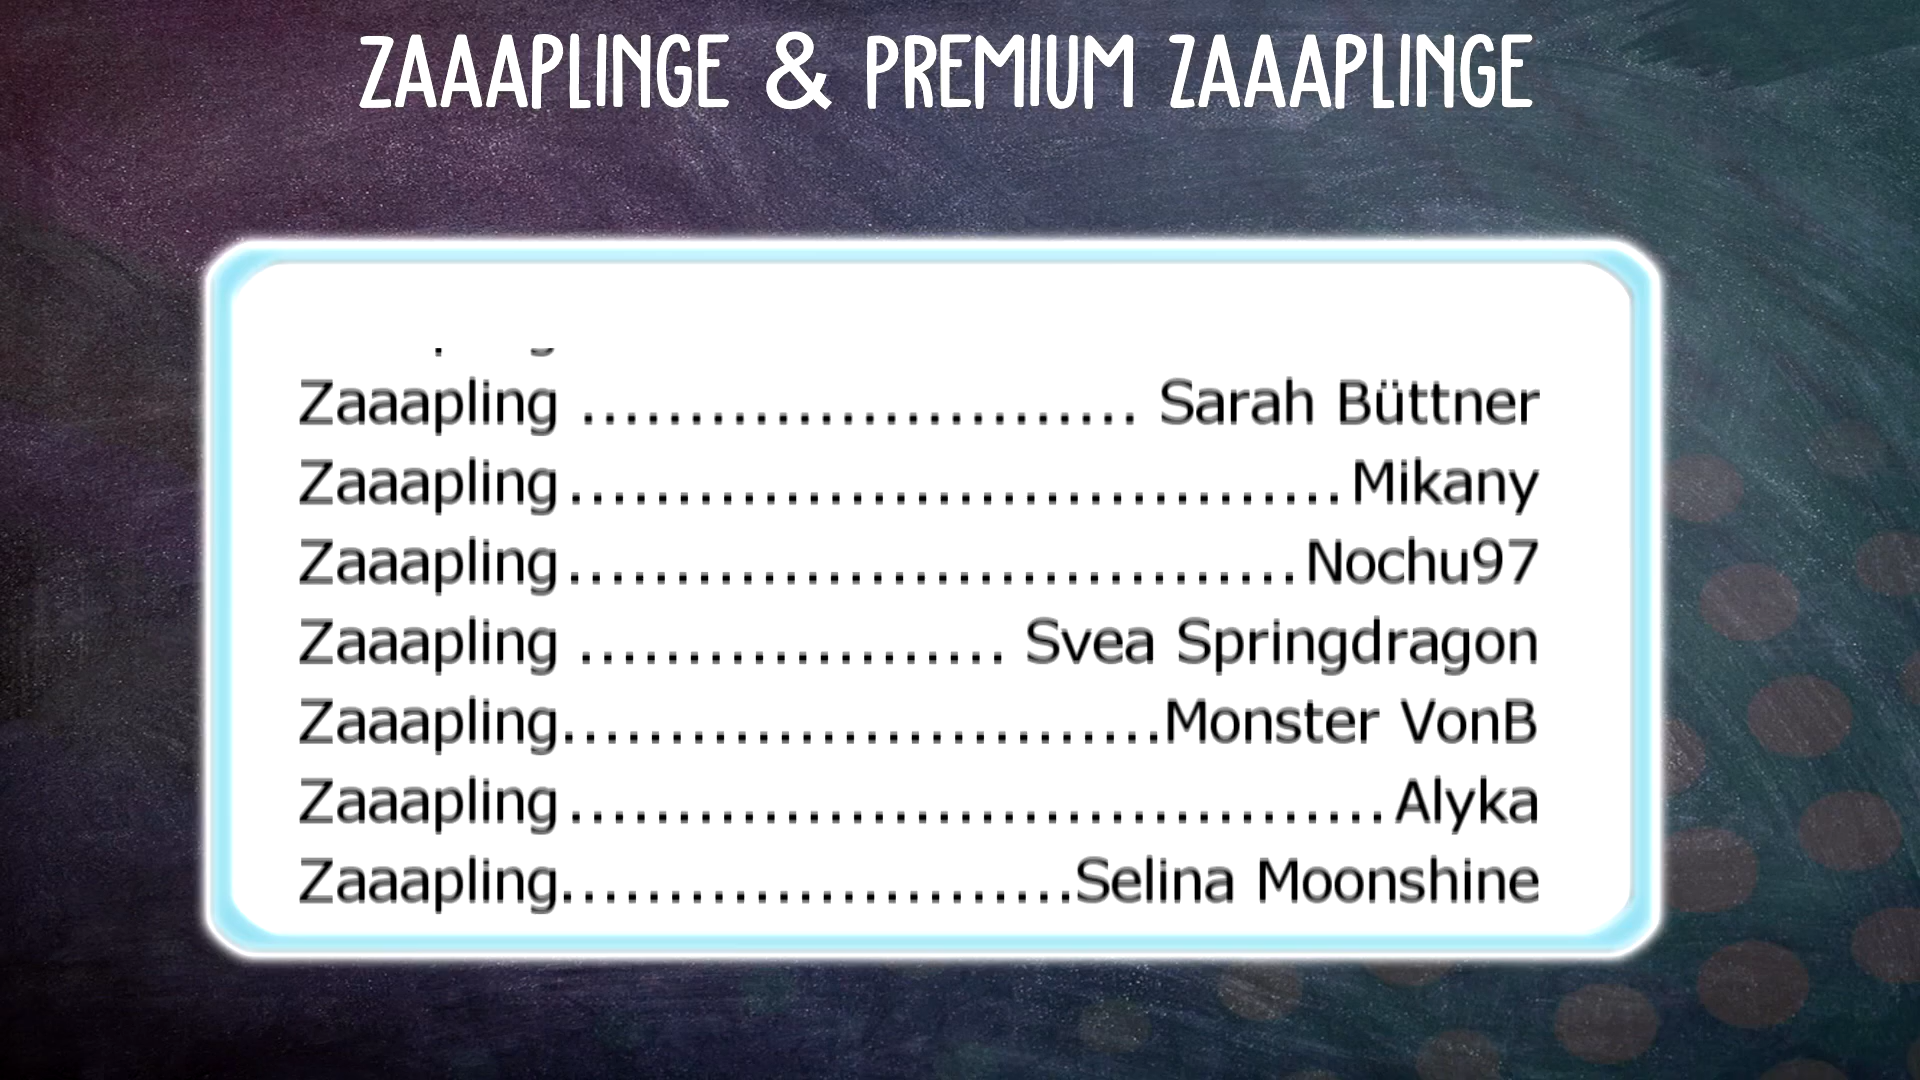 ZAAAPLINGE & PREMIUM ZAAAPLINGE
Zaaapling .......................... Sarah Büttner
Zaaapling....................................Mikany
Zaaapling..................................Nochu97
Zaaapling .................... Svea Springdragon
Zaaapling............................Monster VonB
Zaaapling......................................Alyka
Zaaapling........................Selina Moonshine